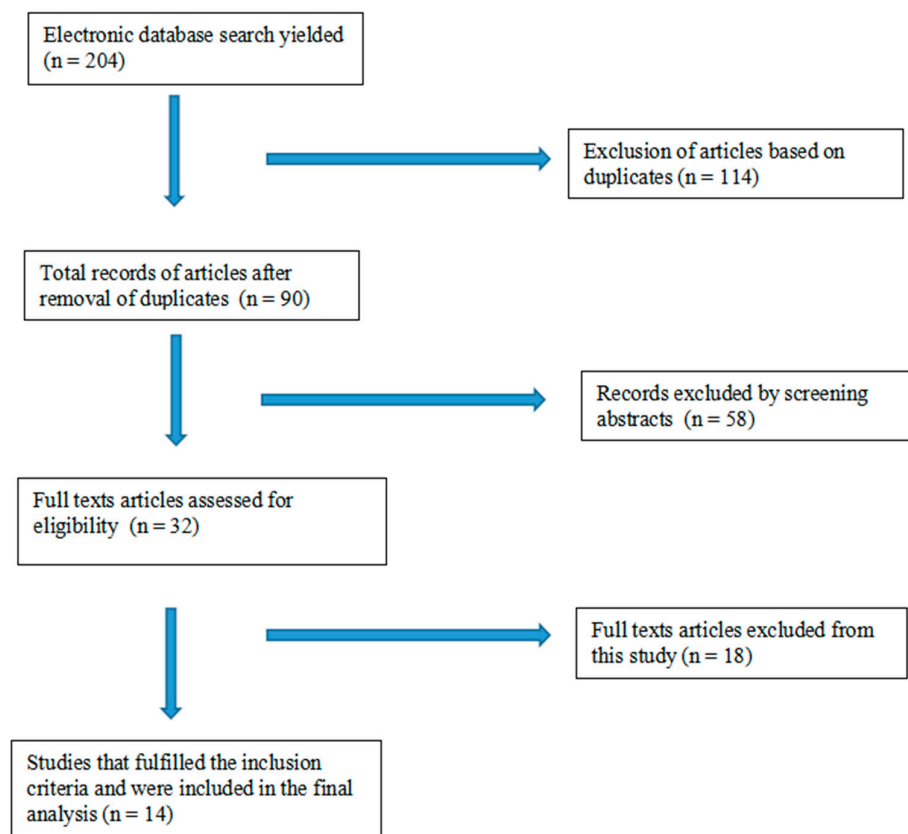 Electronic database search yielded
(n = 204)
Exclusion of articles based on
duplicates (n = 114)
Total records of articles after
removal of duplicates (n = 90)
Records excluded by screening
abstracts (n = 58)
Full texts articles assessed for
eligibility (n = 32)
Full texts articles excluded from
this study (n = 18)
Studies that fulfilled the inclusion
criteria and were included in the final
analysis (n = 14)